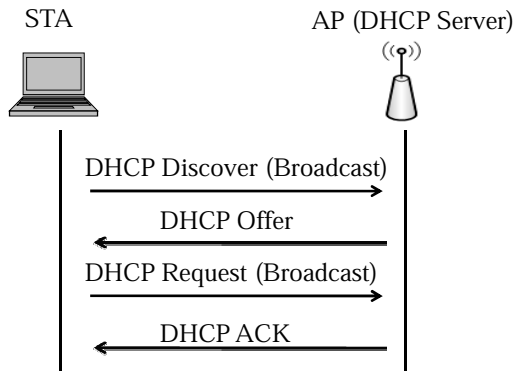 STA
AP (DHCP Server)
DHCP Discover (Broadcast)
DHCP Offer
DHCP Request (Broadcast)
DHCP ACK